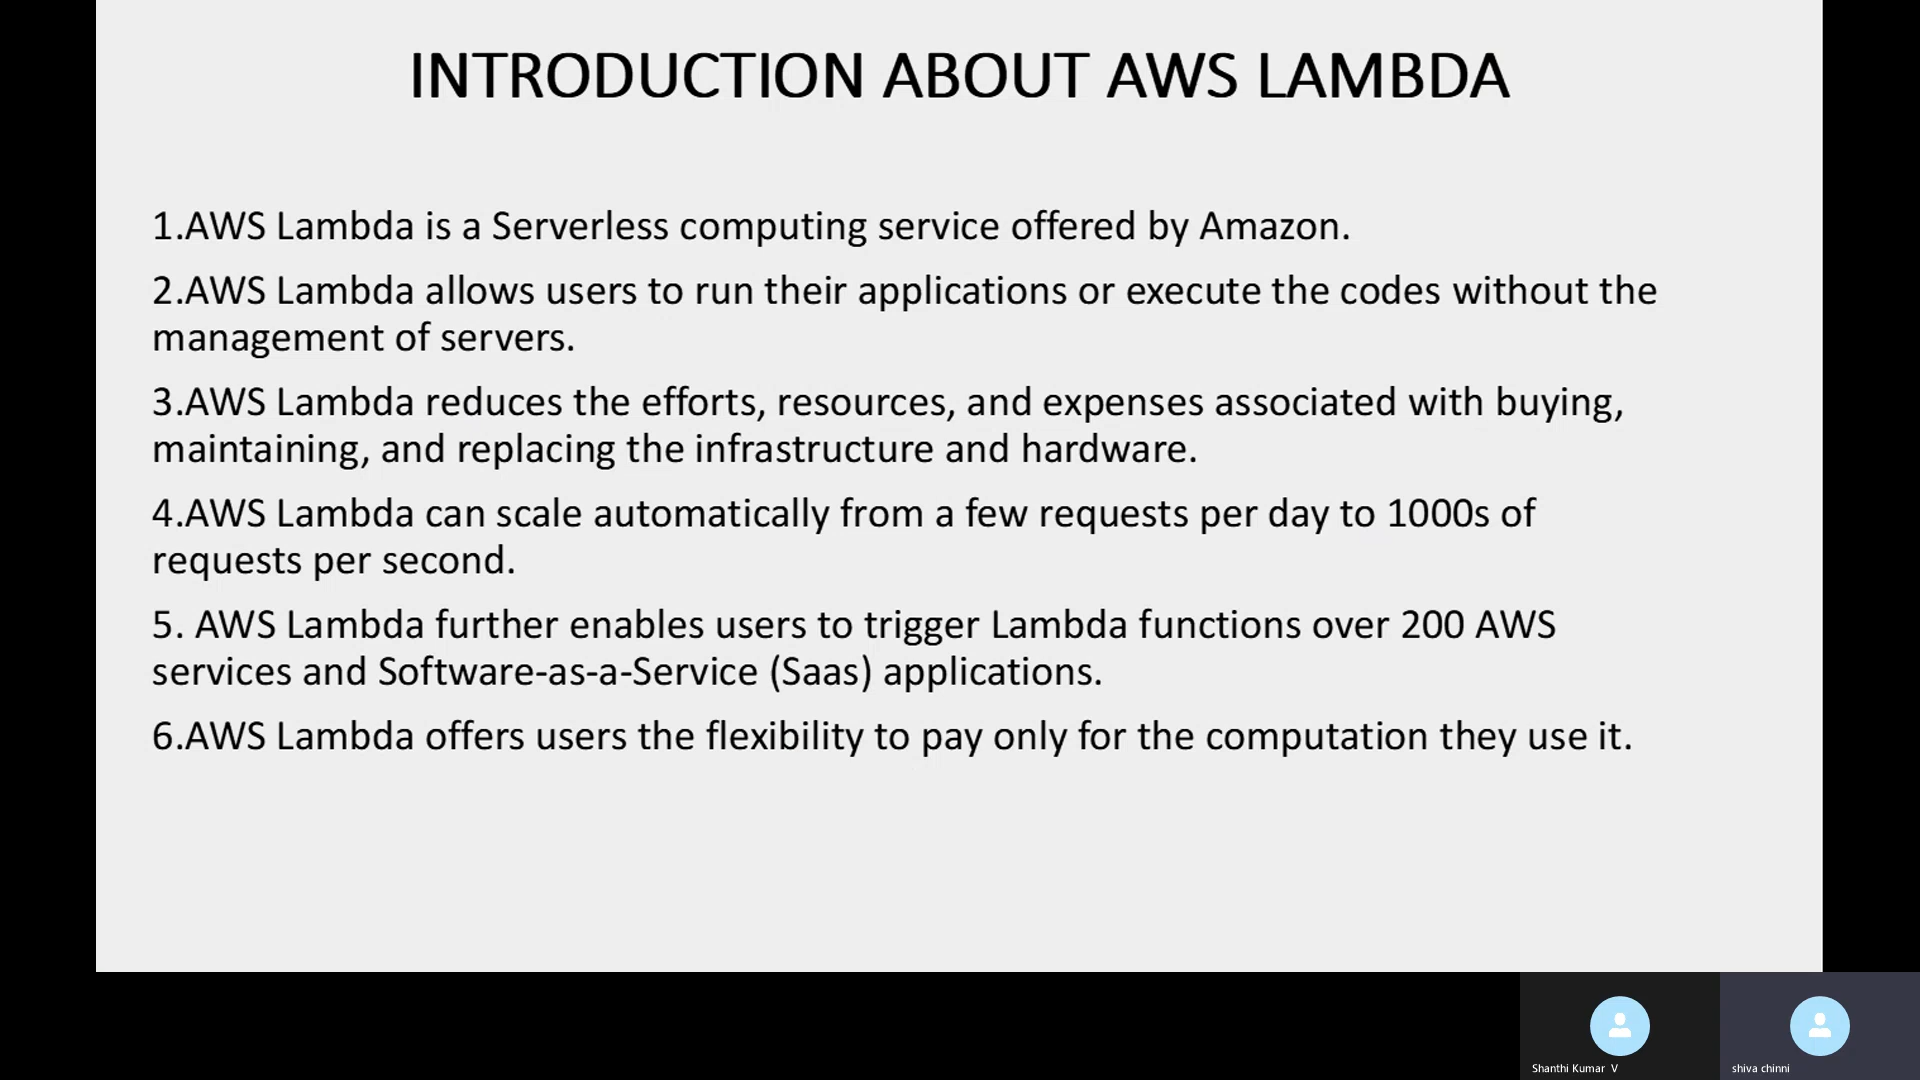 INTRODUCTION ABOUT AWS LAMBDA
1.AWS Lambda is a Serverless computing service offered by Amazon.
2.AWS Lambda allows users to run their applications or execute the codes without the
management of servers.
3.AWS Lambda reduces the efforts, resources, and expenses associated with buying,
maintaining, and replacing the infrastructure and hardware.
4.AWS Lambda can scale automatically from a few requests per day to 1000s of
requests per second.
5. AWS Lambda further enables users to trigger Lambda functions over 200 AWS
services and Software-as-a-Service (Saas) applications.
6.AWS Lambda offers users the flexibility to pay only for the computation they use it.
Shanthi Kumar V
shiva chinni